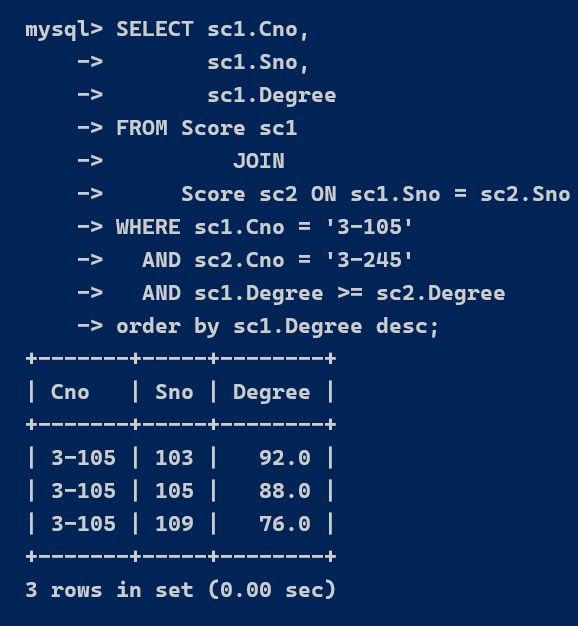 mysql> SELECT sc1.Cno,
    ->        sc1.Sno,
    ->        sc1.Degree
    -> FROM Score sc1
    ->          JOIN
    ->      Score sc2 ON sc1.Sno = sc2.Sno
    -> WHERE sc1.Cno = '3-105'
    ->   AND sc2.Cno = '3-245'
    ->   AND sc1.Degree >= sc2.Degree
    -> order by sc1.Degree desc;
+-------+-----+--------+
| Cno   | Sno | Degree |
+-------+-----+--------+
| 3-105 | 103 |   92.0 |
| 3-105 | 105 |   88.0 |
| 3-105 | 109 |   76.0 |
+-------+-----+--------+
3 rows in set (0.00 sec)